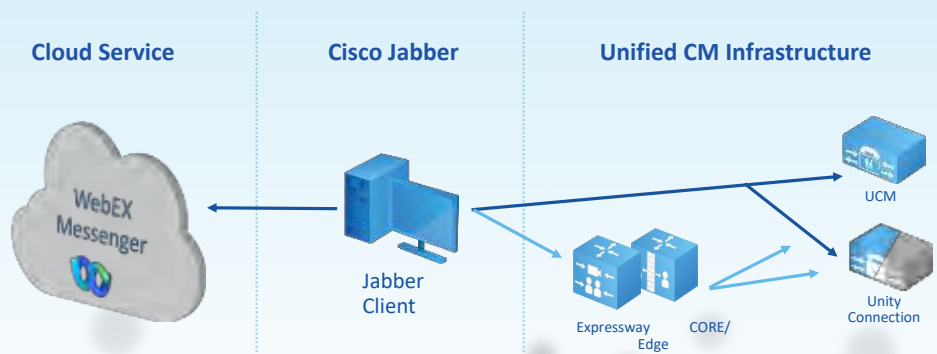 Cloud Service
Cisco Jabber
Unified CM Infrastructure
WebEX
Messenger
Jabber
Client
UCM
Expressway CORE/
Edge
Unity
Connection